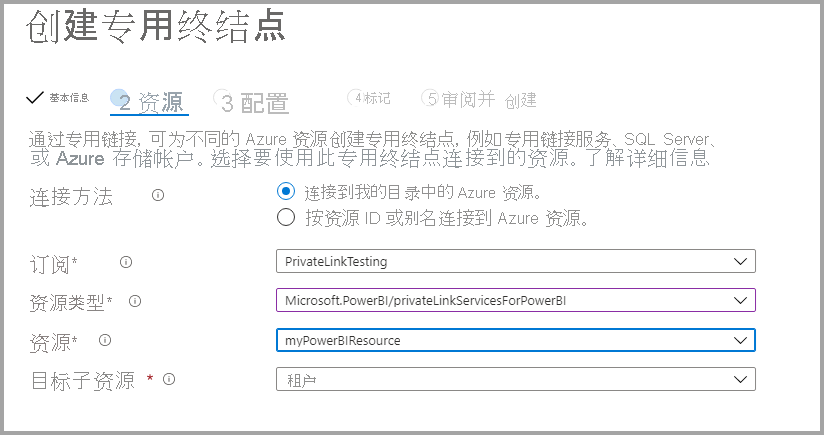 创建专用终结点
基本信息 2 资源 3 配置 4标记 5审阅并 创建
通过专用链接, 可为不同的 Azure 资源创建专用终结点, 例如专用链接服务、SQL Server、
或 Azure 存储帐户。选择要使用此专用终结点连接到的资源。了解详细信息
连接方法 连接到我的目录中的 Azure 资源。
按资源 ID 或别名连接到 Azure 资源。
订阅* PrivateLinkTesting
资源类型* Microsoft.PowerBI/privateLinkServicesForPowerBI
资源* myPowerBIResource
目标子资源 * 租户